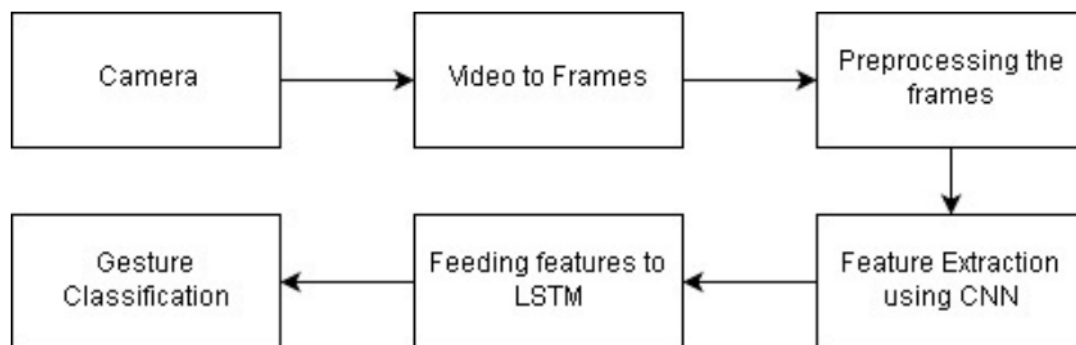 Camera
Video to Frames
Preprocessing the
frames
Feature Extraction
using CNN
Feeding features to
LSTM
Gesture
Classification